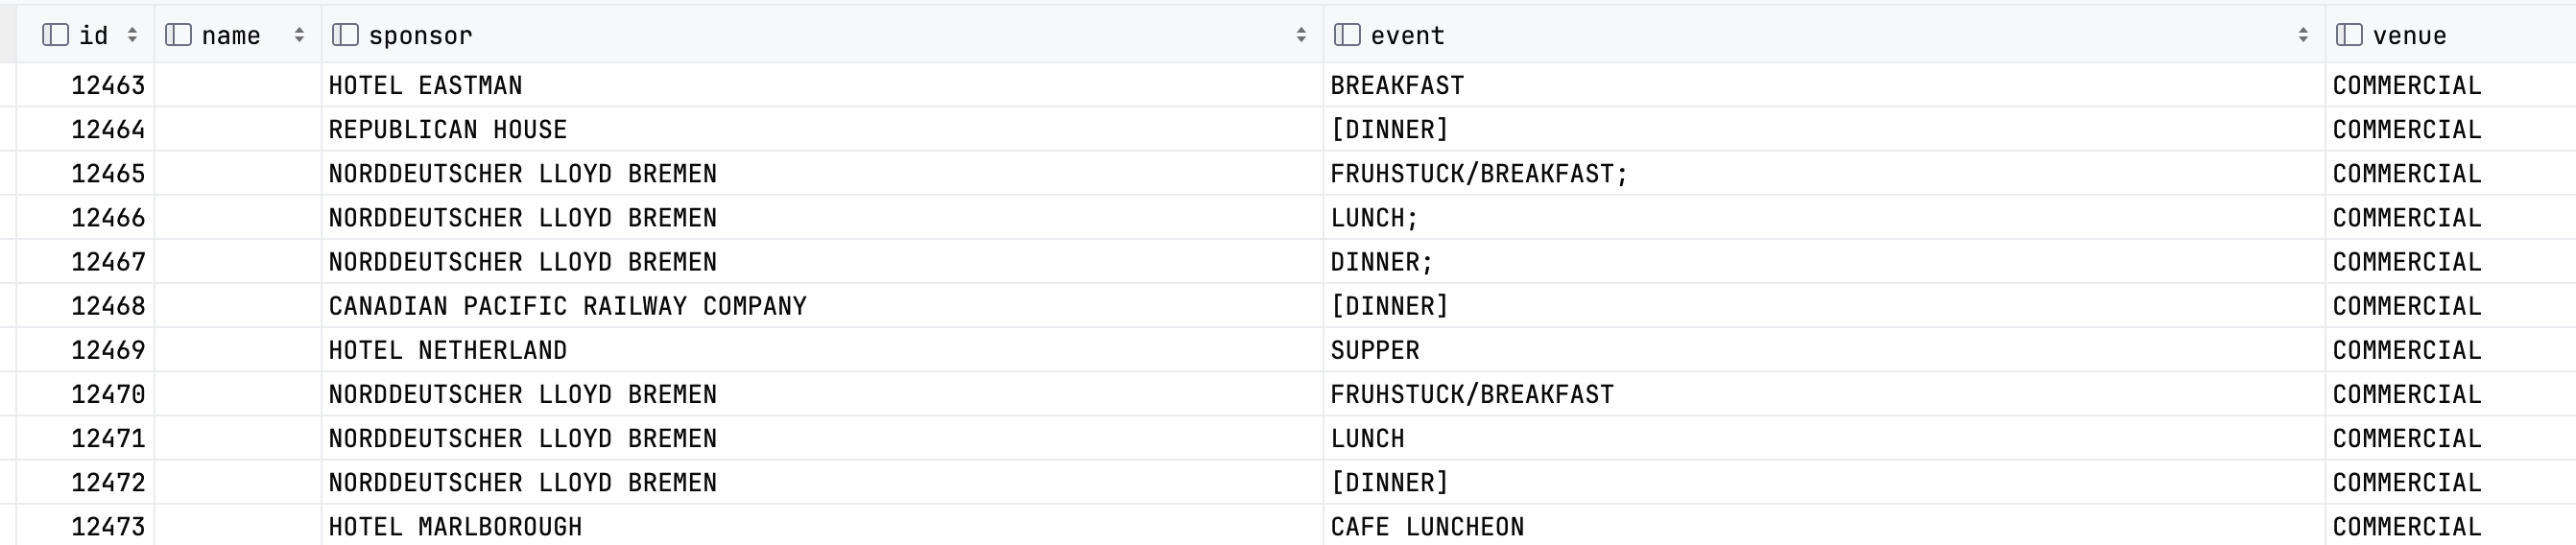 id name sponsor event venue
12463 HOTEL EASTMAN BREAKFAST COMMERCIAL
12464 REPUBLICAN HOUSE [DINNER] COMMERCIAL
12465 NORDDEUTSCHER LLOYD BREMEN FRUHSTUCK/BREAKFAST; COMMERCIAL
12466 NORDDEUTSCHER LLOYD BREMEN LUNCH; COMMERCIAL
12467 NORDDEUTSCHER LLOYD BREMEN DINNER; COMMERCIAL
12468 CANADIAN PACIFIC RAILWAY COMPANY [DINNER] COMMERCIAL
12469 HOTEL NETHERLAND SUPPER COMMERCIAL
12470 NORDDEUTSCHER LLOYD BREMEN FRUHSTUCK/BREAKFAST COMMERCIAL
12471 NORDDEUTSCHER LLOYD BREMEN LUNCH COMMERCIAL
12472 NORDDEUTSCHER LLOYD BREMEN [DINNER] COMMERCIAL
12473 HOTEL MARLBOROUGH CAFE LUNCHEON COMMERCIAL